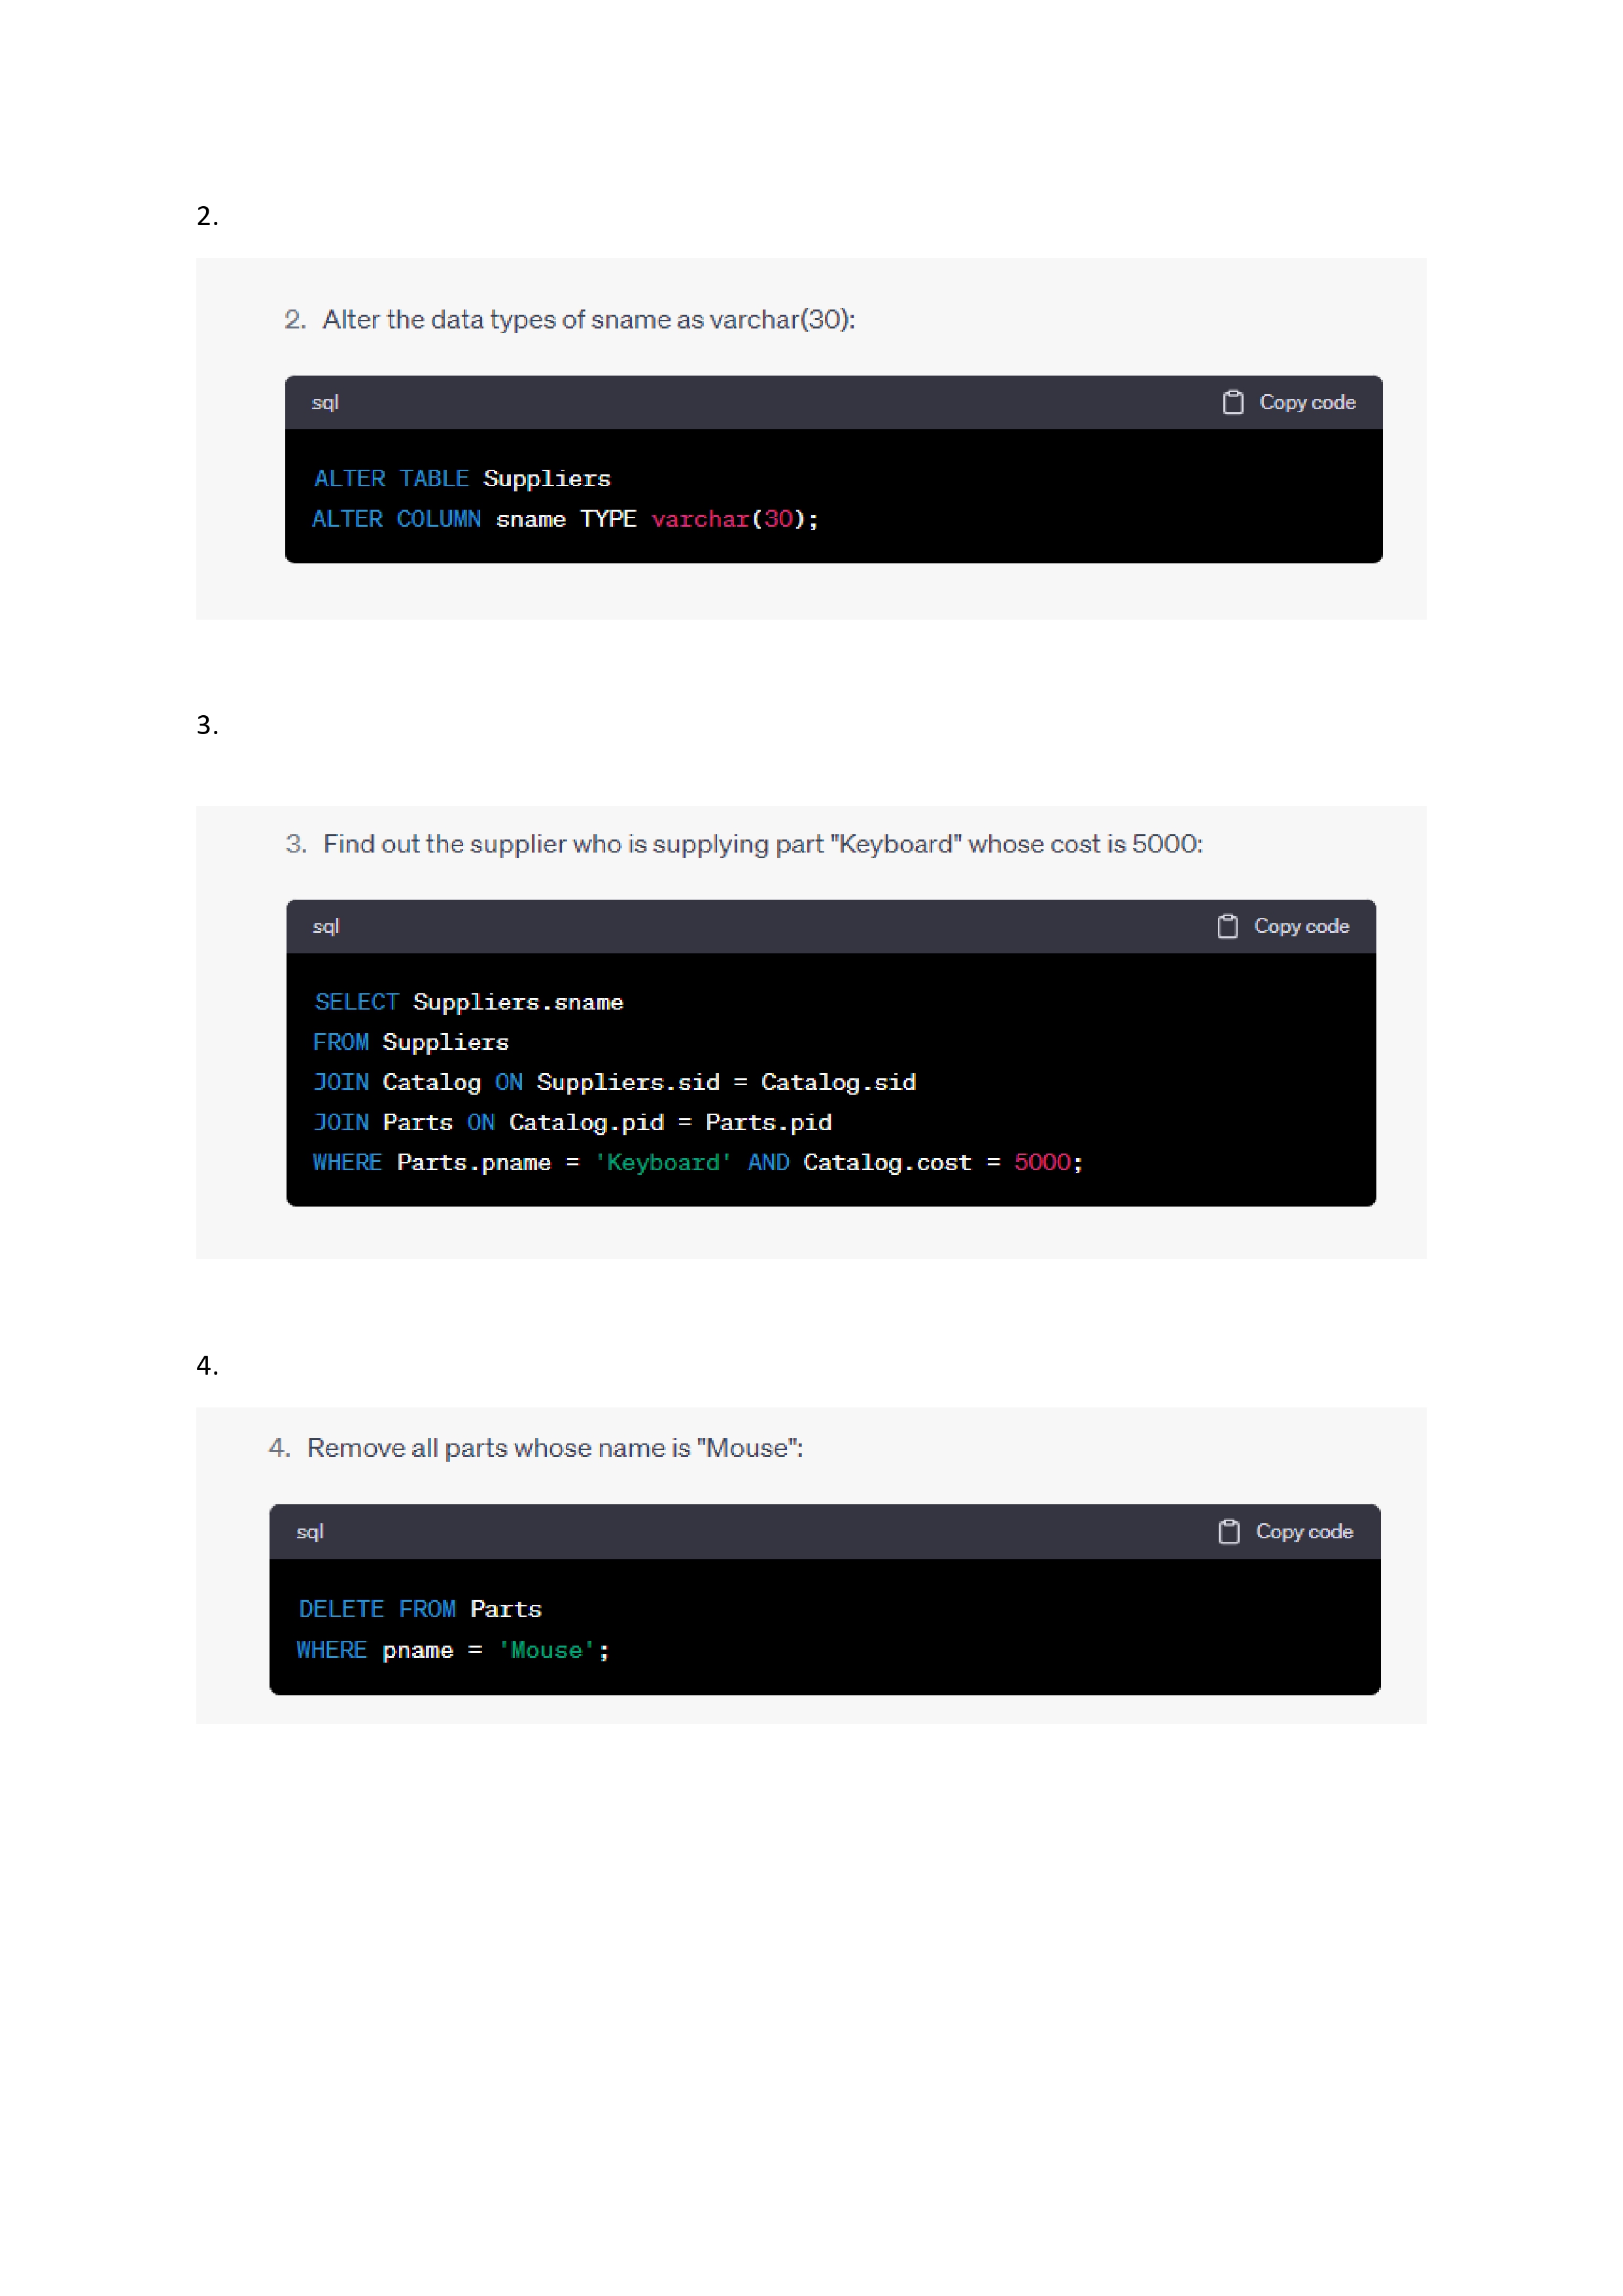 2.
2. Alter the data types of sname as varchar(30):
sql Copy code
ALTER TABLE Suppliers
ALTER COLUMN sname TYPE varchar(30);
3.
3. Find out the supplier who is supplying part "Keyboard" whose cost is 5000:
sql Copy code
SELECT Suppliers.sname
FROM Suppliers
JOIN Catalog ON Suppliers.sid = Catalog.sid
JOIN Parts ON Catalog.pid = Parts.pid
WHERE Parts.pname = 'Keyboard' AND Catalog.cost = 5000;
4.
4. Remove all parts whose name is "Mouse":
sql Copy code
DELETE FROM Parts
WHERE pname = 'Mouse';